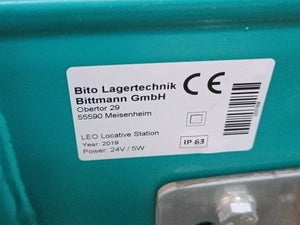 Bito Lagertechnik
Bittmann GmbH
Obertor 29
55590 Meisenheim
CE
LEO Locative Station
Year: 2019
Power: 24V / 5W
IP 63